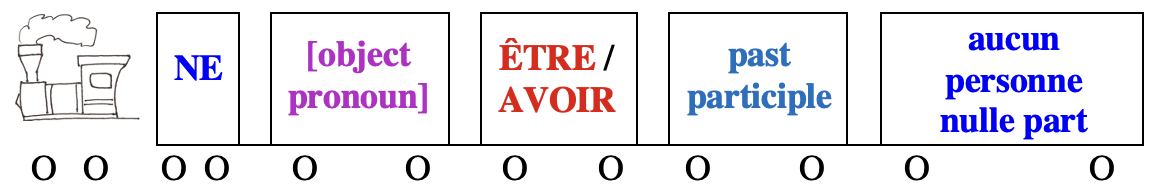 NE
[object
pronoun]
ÊTRE /
AVOIR
past
participle
aucun
personne
nulle part
O O O O O O O O O O O O